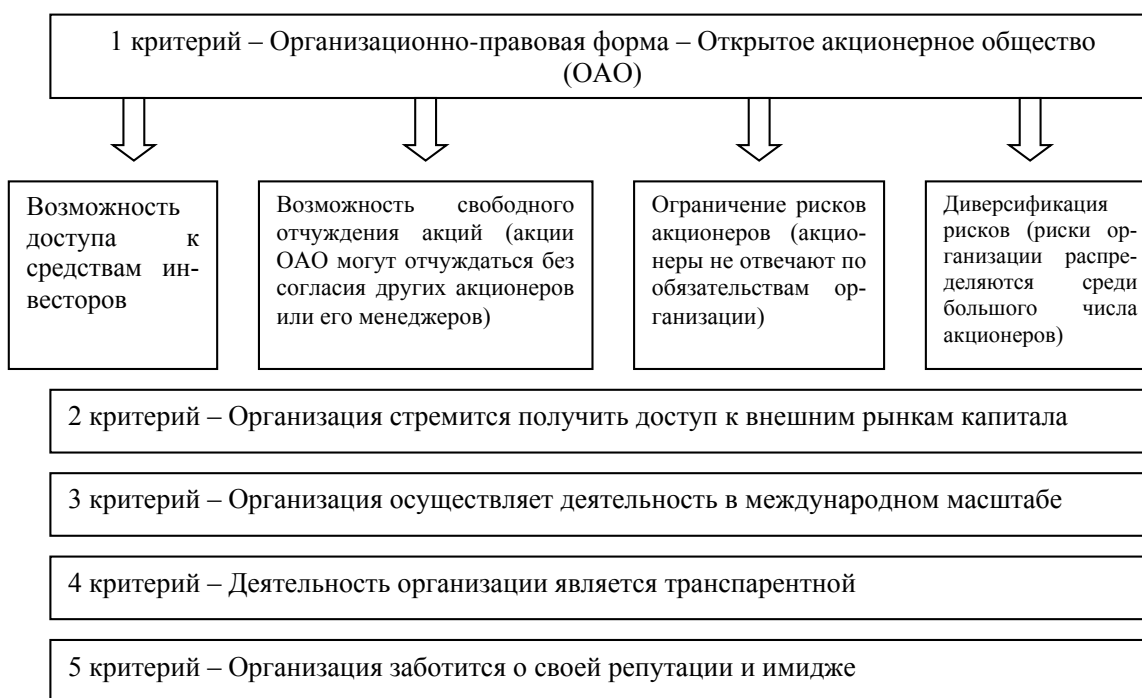 1 критерий – Организационно-правовая форма – Открытое акционерное общество
(ОАО)
Возможность
доступа к
средствам ин-
весторов
Возможность свободного
отчуждения акций (акции
ОАО могут отчуждаться без
согласия других акционеров
или его менеджеров)
Ограничение рисков
акционеров (акцио-
неры не отвечают по
обязательствам ор-
ганизации)
Диверсификация
рисков (риски ор-
ганизации распре-
деляются среди
большого числа
акционеров)
2 критерий – Организация стремится получить доступ к внешним рынкам капитала
3 критерий – Организация осуществляет деятельность в международном масштабе
4 критерий – Деятельность организации является транспарентной
5 критерий – Организация заботится о своей репутации и имидже